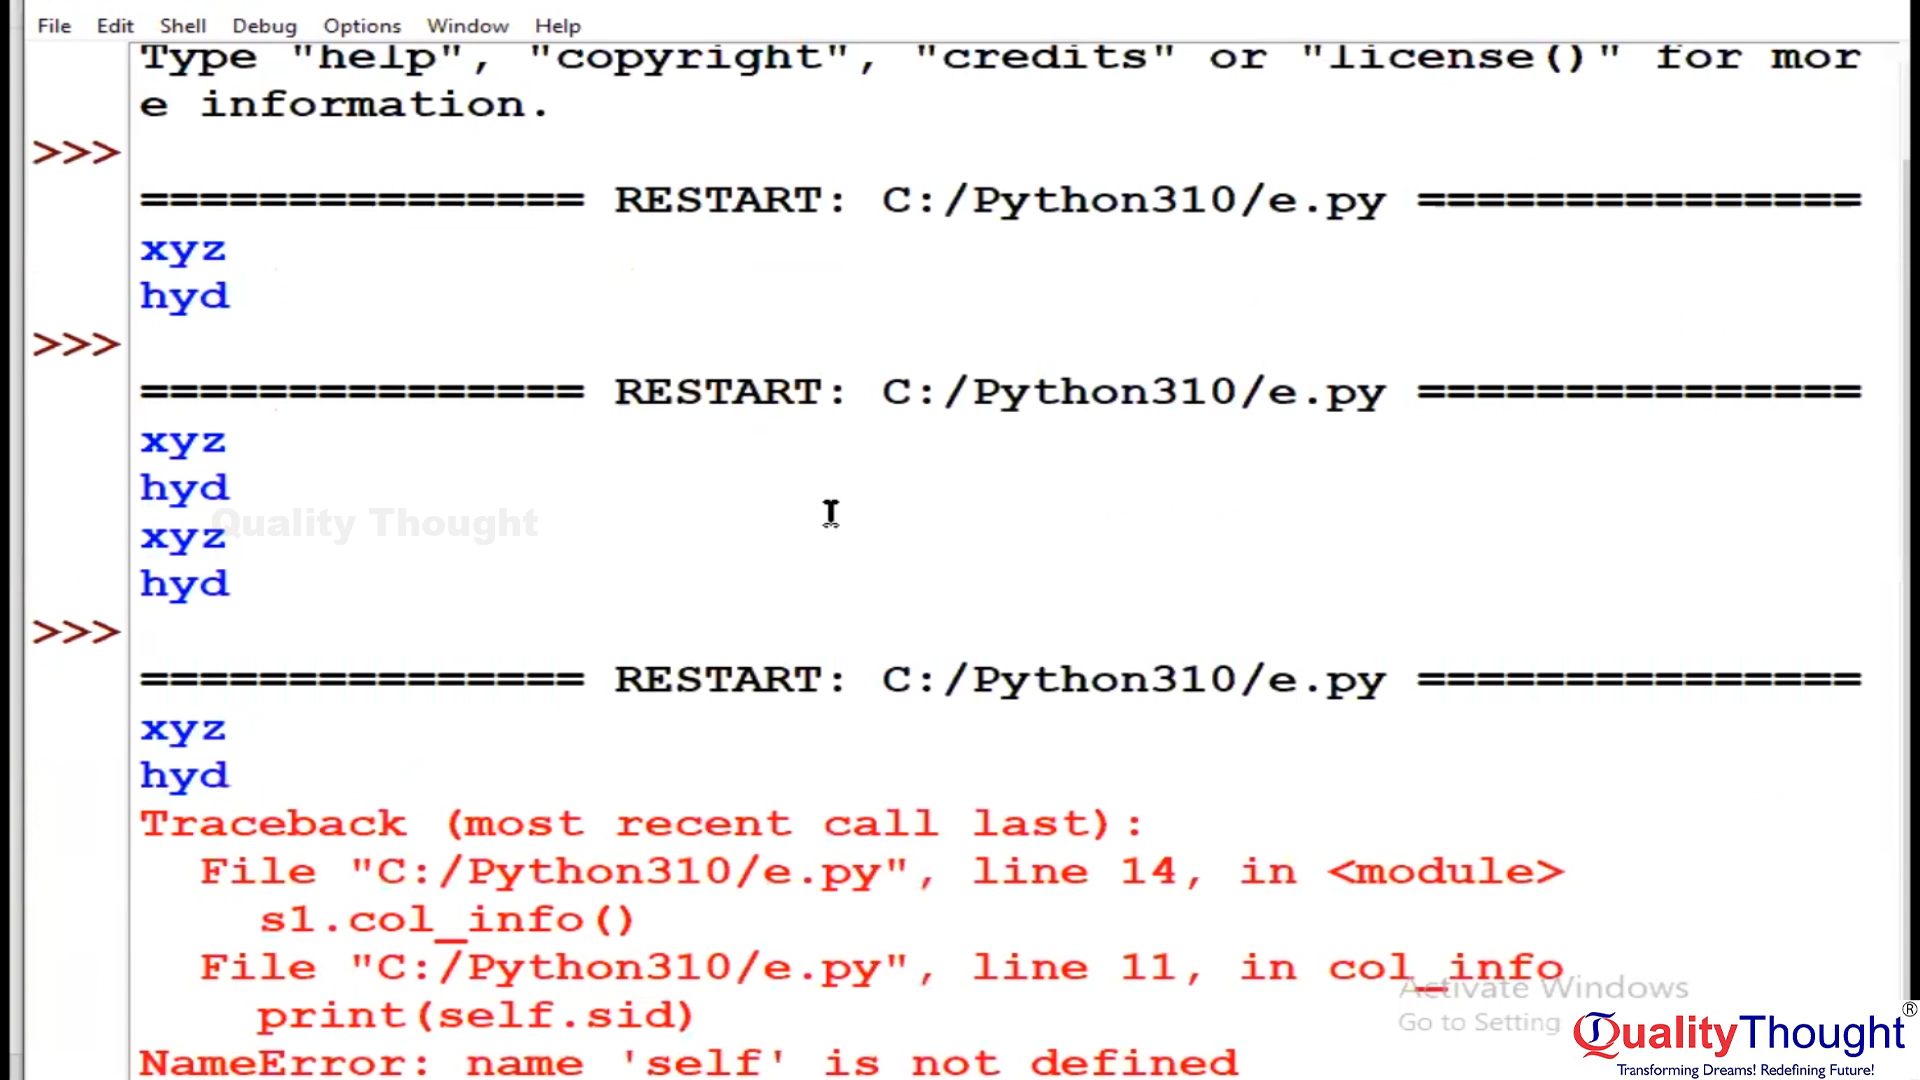 File Edit Shell Debug Options Window Help
Type "help", "copyright", "credits" or "license()" for mor
e information.
>>>
=============== RESTART: C:/Python310/e.py ===============
xyz
hyd
>>>
=============== RESTART: C:/Python310/e.py ===============
xyz
hyd
Quality Thought
xyz
hyd
>>>
=============== RESTART: C:/Python310/e.py ===============
xyz
hyd
Traceback (most recent call last):
File "C:/Python310/e.py", line 14, in <module>
s1.col_info()
File "C:/Python310/e.py", line 11, in col_info
Activate Windows
print(self.sid)
Go to Setting
QualityThought®
NameError: name 'self' is not defined
Transforming Dreams! Redefining Future!